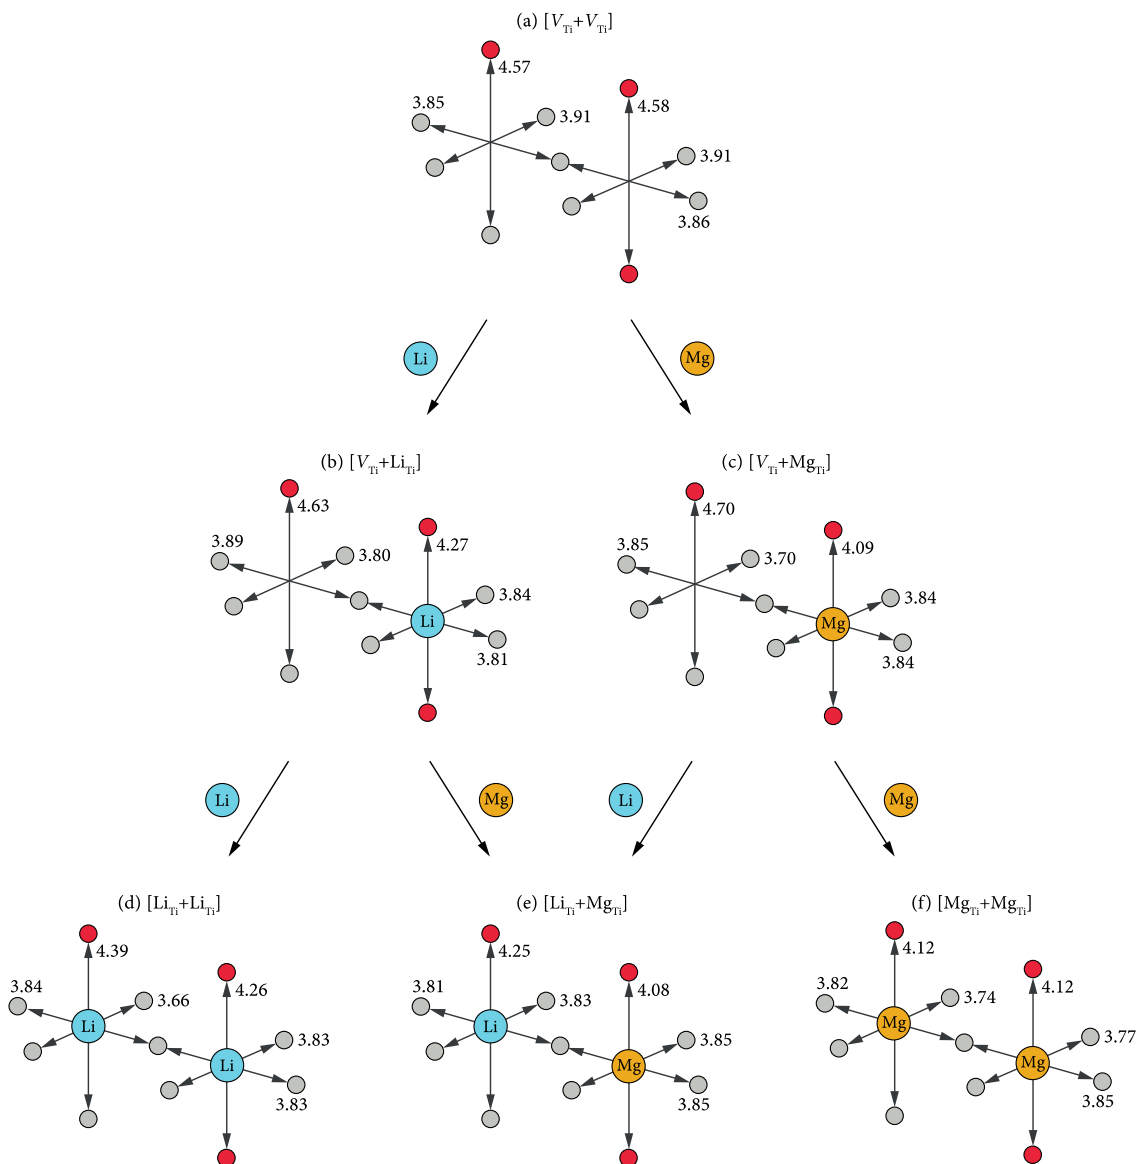 (a) [V_Ti+V_Ti]
4.57
4.58
3.85
3.91
3.91
3.86
Li
Mg
(b) [V_Ti+Li_Ti]
(c) [V_Ti+Mg_Ti]
4.63
4.27
3.89
3.80
3.84
Li
3.81
4.70
4.09
3.85
3.70
3.84
Mg
3.84
Li
Mg
Li
Mg
(d) [Li_Ti+Li_Ti]
(e) [Li_Ti+Mg_Ti]
(f) [Mg_Ti+Mg_Ti]
4.39
4.26
3.84
3.66
Li
3.83
Li
3.83
4.25
4.08
3.81
3.83
Li
3.85
Mg
3.85
4.12
4.12
3.82
3.74
Mg
3.77
Mg
3.85